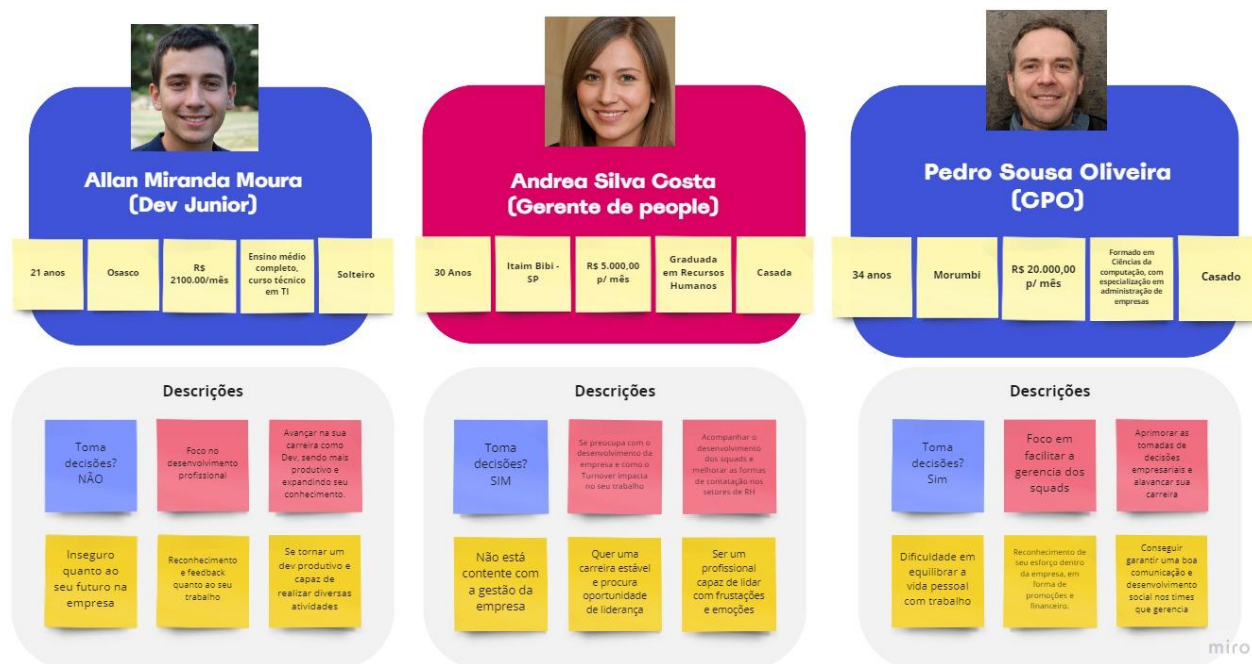 Allan Miranda Moura
(Dev Junior)
21 anos
Osasco
R$
2100.00/mês
Ensino médio
completo,
curso técnico
em TI
Solteiro
Descrições
Toma
decisões?
NÃO
Foco no
desenvolvimento
profissional
Avançar na sua
carreira como
Dev, sendo mais
produtivo e
expandindo seu
conhecimento.
Inseguro
quanto ao
seu futuro na
empresa
Reconhecimento
e feedback
quanto ao seu
trabalho
Se tornar um
dev produtivo e
capaz de
realizar diversas
atividades
Andrea Silva Costa
(Gerente de people)
30 Anos
Itaim Bibi -
SP
R$ 5.000,00
p/ mês
Graduada
em Recursos
Humanos
Casada
Descrições
Toma
decisões?
SIM
Se preocupa com o
desenvolvimento da
empresa e como o
Turnover impacta
no seu trabalho
Acompanhar o
desenvolvimento
dos squads e
melhorar as formas
de contatação nos
setores de RH
Não está
contente com
a gestão da
empresa
Quer uma
carreira estável
e procura
oportunidade
de liderança
Ser um
profissional
capaz de lidar
com frustações
e emoções
Pedro Sousa Oliveira
(CPO)
34 anos
Morumbi
R$ 20.000,00
p/ mês
Formado em
Ciências da
computação, com
especialização em
administração de
empresas
Casado
Descrições
Toma
decisões?
Sim
Foco em
facilitar a
gerencia dos
squads
Aprimorar as
tomadas de
decisões
empresariais e
alavancar sua
carreira
Dificuldade em
equilibrar a
vida pessoal
com trabalho
Reconhecimento de
seu esforço dentro
da empresa, em
forma de
promoções e
financeiro.
Conseguir
garantir uma boa
comunicação e
desenvolvimento
social nos times
que gerencia
miro